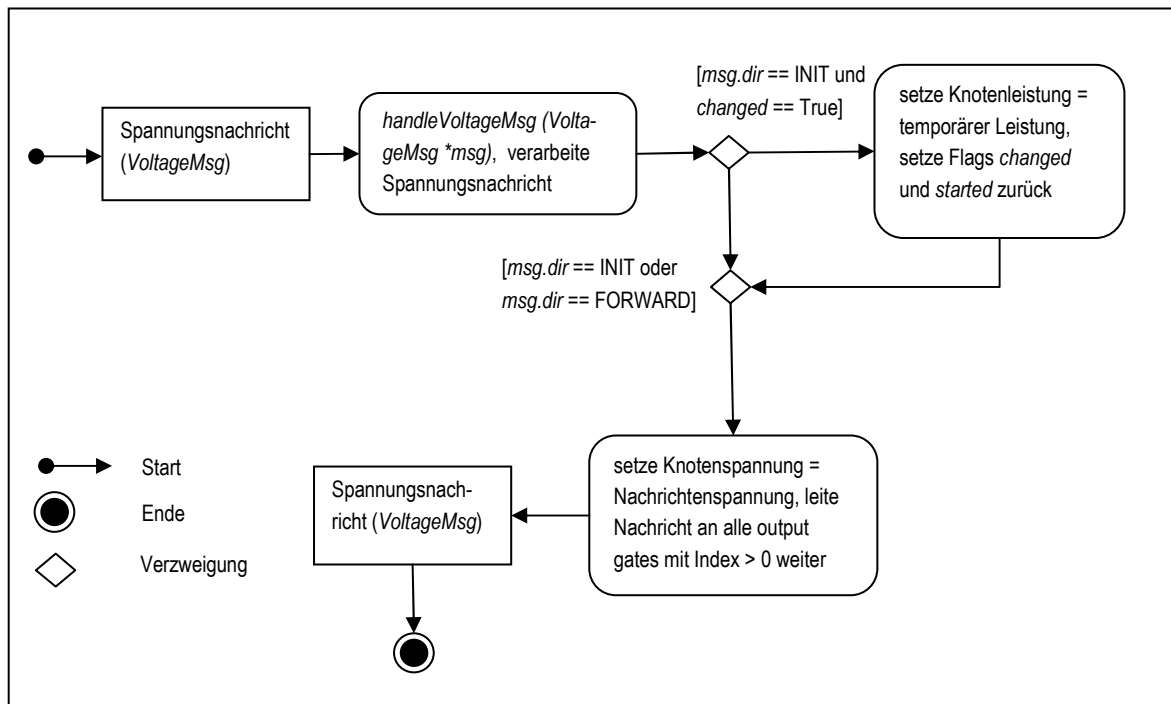 Spannungsnachricht
(VoltageMsg)
handleVoltageMsg (Volta-
geMsg *msg), verarbeite
Spannungsnachricht
[msg.dir == INIT und
changed == True]
setze Knotenleistung =
temporärer Leistung,
setze Flags changed
und started zurück
[msg.dir == INIT oder
msg.dir == FORWARD]
setze Knotenspannung =
Nachrichtenspannung, leite
Nachricht an alle output
gates mit Index > 0 weiter
Spannungsnach-
richt (VoltageMsg)
Start
Ende
Verzweigung